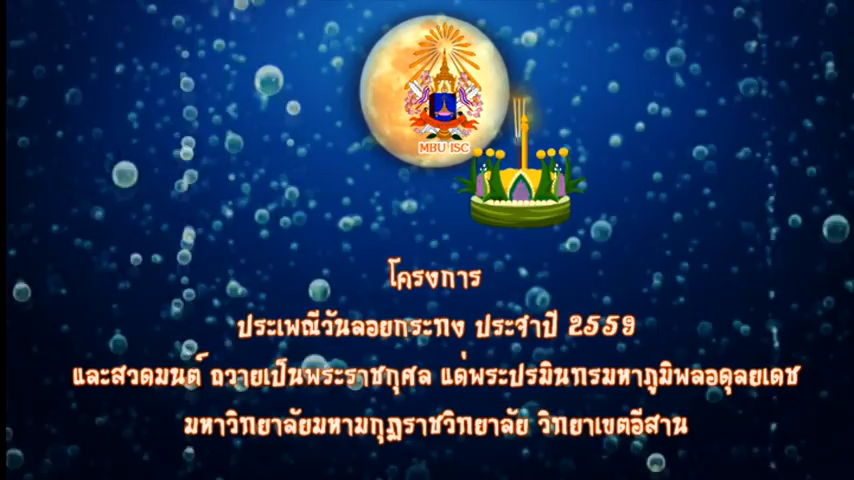 MBU ISC
โครงการ
ประเพณีวันลอยกระทง ประจำปี 2559
และสวดมนต์ ถวายเป็นพระราชกุศล แด่พระปรมินทรมหาภูมิพลอดุลยเดช
มหาวิทยาลัยมหามกุฏราชวิทยาลัย วิทยาเขตอีสาน